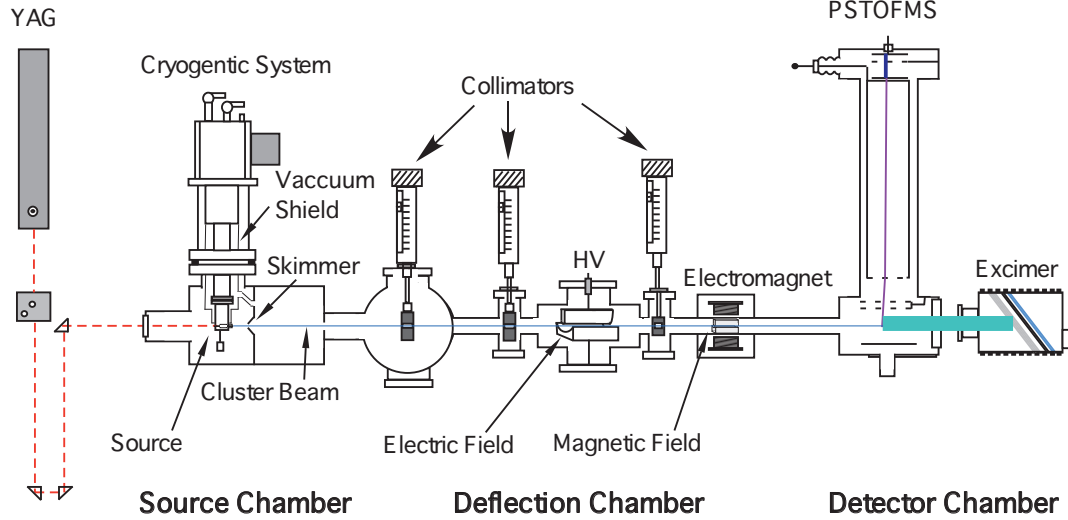 YAG
PSTOFMS
Cryogentic System
Collimators
Vaccuum
Shield
Skimmer
HV
Electromagnet
Excimer
Cluster Beam
Source
Electric Field
Magnetic Field
Source Chamber
Deflection Chamber
Detector Chamber